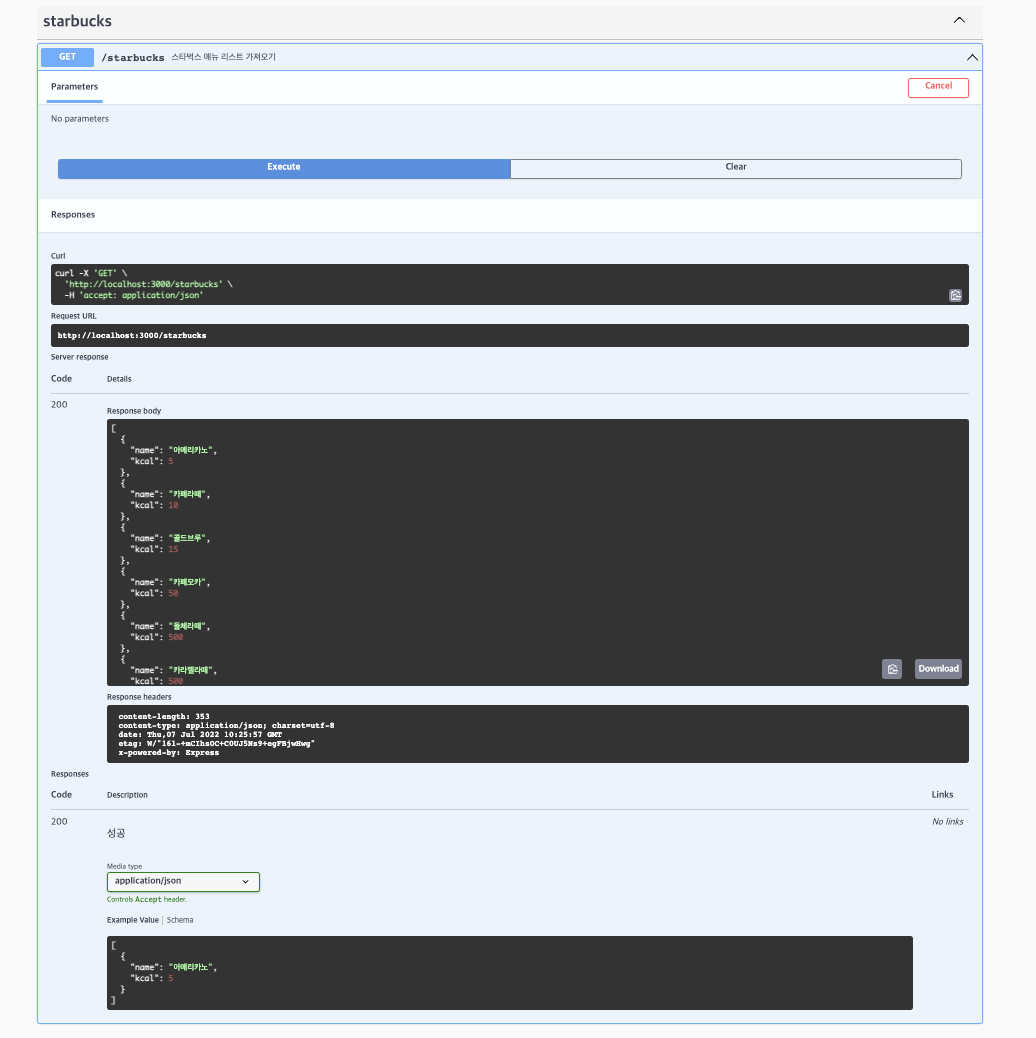 starbucks
GET /starbucks 스타벅스 메뉴 리스트 가져오기
Parameters
Cancel
No parameters
Execute
Clear
Responses
Curl
curl -X 'GET' \
'http://localhost:3000/starbucks' \
-H 'accept: application/json'
Request URL
http://localhost:3000/starbucks
Server response
Code Details
200
Response body
[
{
"name": "아메리카노",
"kcal": 5
},
{
"name": "카페라떼",
"kcal": 10
},
{
"name": "콜드브루",
"kcal": 15
},
{
"name": "카페모카",
"kcal": 50
},
{
"name": "돌체라떼",
"kcal": 500
},
{
"name": "카라멜라떼",
"kcal": 500
Download
Response headers
content-length: 353
content-type: application/json; charset=utf-8
date: Thu,07 Jul 2022 10:25:57 GMT
x-powered-by: Express
Responses
Code Description Links
200 No links
성공
Media type
application/json
Controls Accept header.
Example Value | Schema
[
{
"name": "아메리카노",
"kcal": 5
}
]